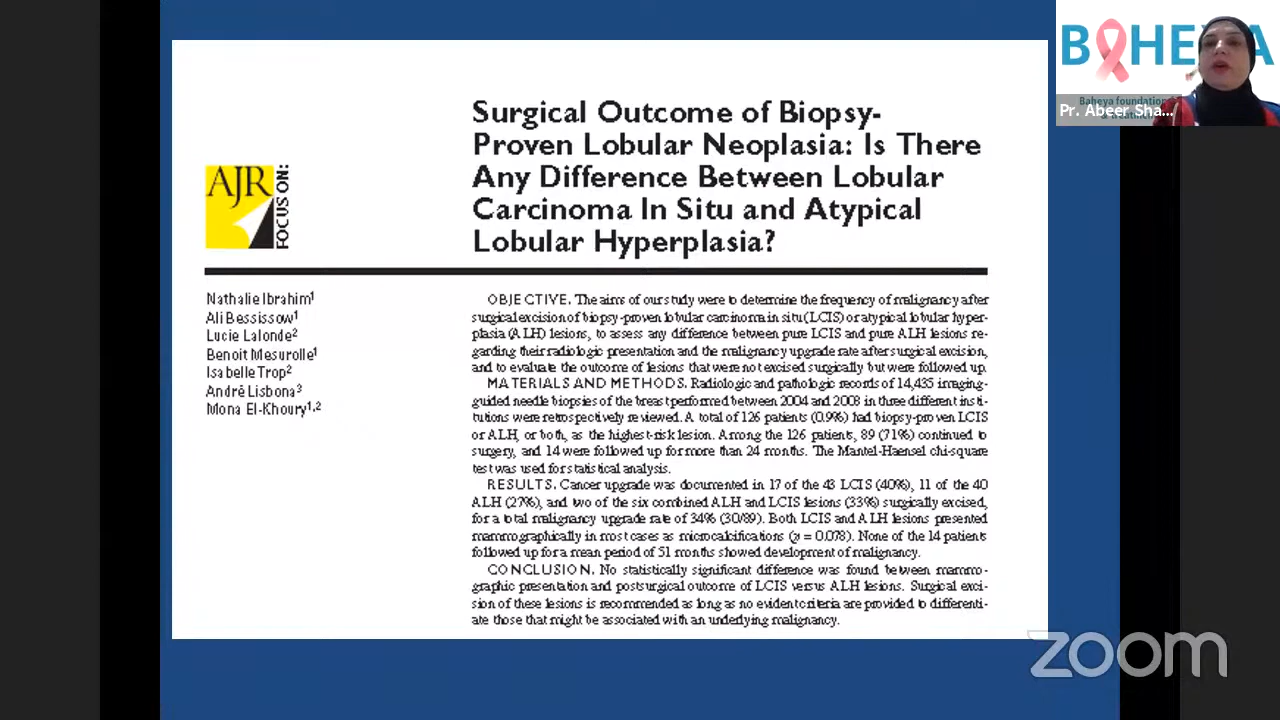 Surgical Outcome of Biopsy-
Proven Lobular Neoplasia: Is There
Any Difference Between Lobular
Carcinoma In Situ and Atypical
Lobular Hyperplasia?
AJR
FOCUS ON:
Nathalie Ibrahim1
Ali Bessissow1
Lucie Lalonde2
Benoit Mesurolle1
Isabelle Trop2
André Lisbona3
Mona El-Khoury1,2
OBJECTIVE. The aims of our study were to determine the frequency of malignancy after
surgical excision of biopsy-proven lobular carcinoma in situ (LCIS) or atypical lobular hyper-
plasia (ALH) lesions, to assess any difference between pure LCIS and pure ALH lesions re-
garding their radiologic presentation and the malignancy upgrade rate after surgical excision,
and to evaluate the outcome of lesions that were not excised surgically but were followed up.
MATERIALS AND METHODS. Radiologic and pathologic records of 14,435 imaging-
guided needle biopsies of the breast performed between 2004 and 2008 in three different insti-
tutions were retrospectively reviewed. A total of 126 patients (0.9%) had biopsy-proven LCIS
or ALH, or both, as the highest-risk lesion. Among the 126 patients, 89 (71%) continued to
surgery, and 14 were followed up for more than 24 months. The Mantel-Haensel chi-square
test was used for statistical analysis.
RESULTS. Cancer upgrade was documented in 17 of the 43 LCIS (40%), 11 of the 40
ALH (27%), and two of the six combined ALH and LCIS lesions (33%) surgically excised,
for a total malignancy upgrade rate of 34% (30/89). Both LCIS and ALH lesions presented
mammographically in most cases as microcalcifications (p = 0.078). None of the 14 patients
followed up for a mean period of 51 months showed development of malignancy.
CONCLUSION. No statistically significant difference was found between mammo-
graphic presentation and postsurgical outcome of LCIS versus ALH lesions. Surgical exci-
sion of these lesions is recommended as long as no evident criteria are provided to differenti-
ate those that might be associated with an underlying malignancy.
Baheya foundation
Pr. Abeer Sha...
zoom